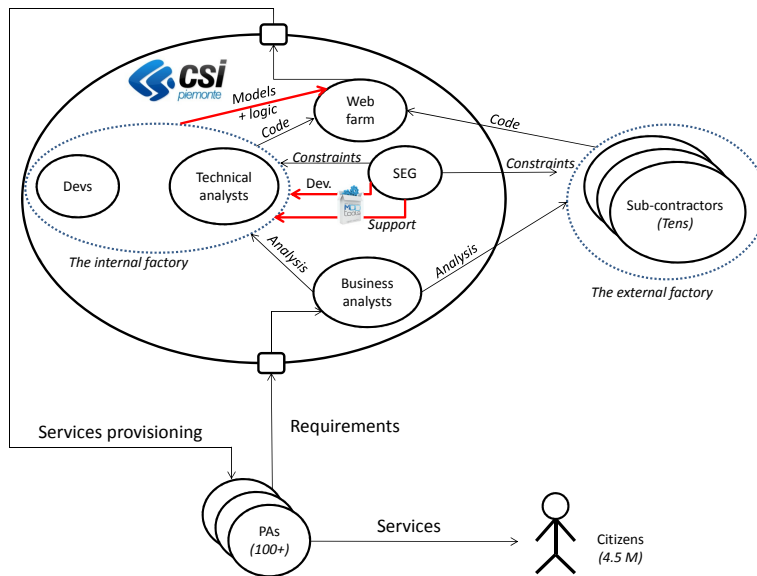 csi
piemonte
Models
+ logic
Code
Web
farm
Code
Devs
Technical
analysts
Constraints
SEG
Constraints
Dev.
Support
Sub-contractors
(Tens)
The internal factory
Analysis
Business
analysts
Analysis
The external factory
Services provisioning
Requirements
PAs
(100+)
Services
Citizens
(4.5 M)